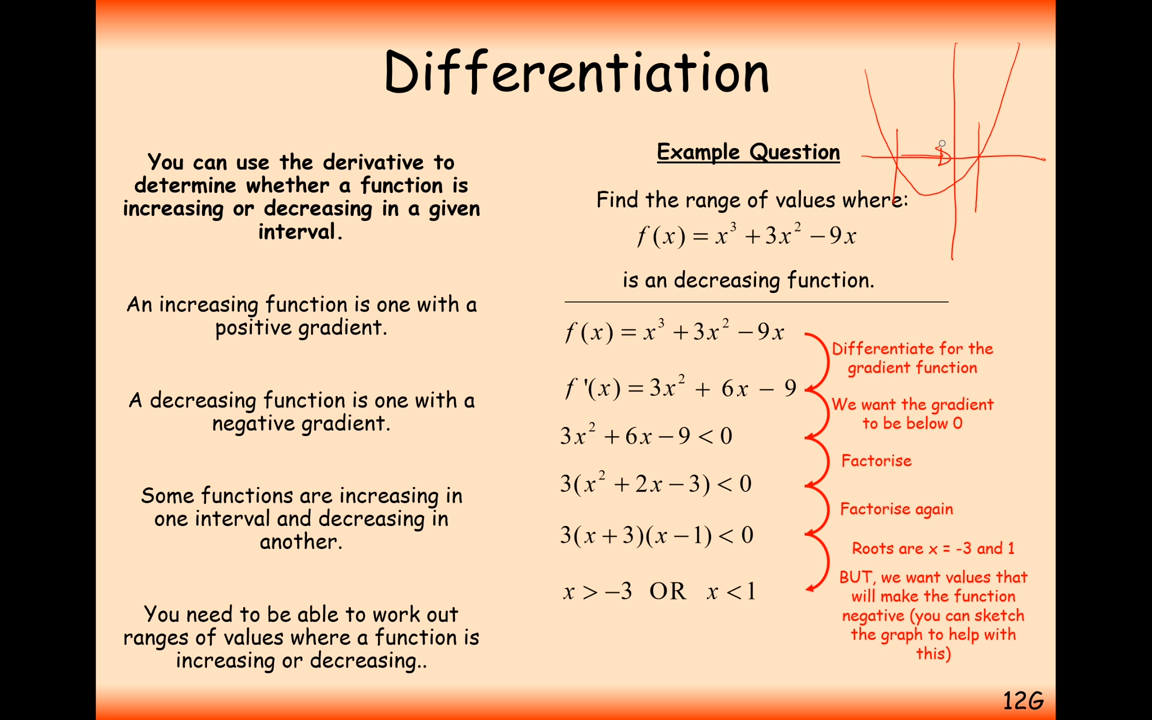 Differentiation
You can use the derivative to
determine whether a function is
increasing or decreasing in a given
interval.
An increasing function is one with a
positive gradient.
A decreasing function is one with a
negative gradient.
Some functions are increasing in
one interval and decreasing in
another.
You need to be able to work out
ranges of values where a function is
increasing or decreasing..
Example Question
Find the range of values where:
f(x) = x³ + 3x² − 9x
is an decreasing function.
f(x) = x³ + 3x² − 9x
f'(x) = 3x² + 6x − 9
3x² + 6x − 9 < 0
3(x² + 2x − 3) < 0
3(x + 3)(x − 1) < 0
x > −3 OR x < 1
Differentiate for the
gradient function
We want the gradient
to be below 0
Factorise
Factorise again
Roots are x = -3 and 1
BUT, we want values that
will make the function
negative (you can sketch
the graph to help with
this)
12G